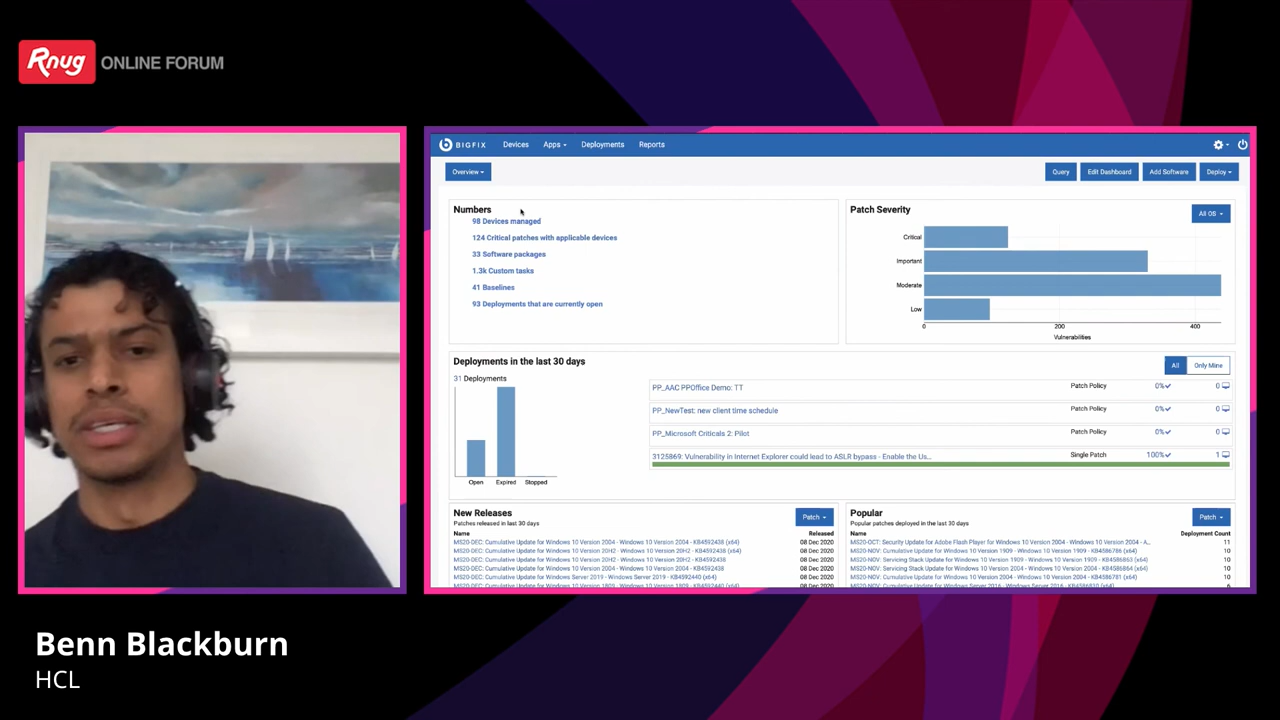 Rnug ONLINE FORUM
BIGFIX Devices Apps Deployments Reports
Overview Query Edit Dashboard Add Software Deploy
Numbers
98 Devices managed
124 Critical patches with applicable devices
33 Software packages
1.3k Custom tasks
41 Baselines
93 Deployments that are currently open
Patch Severity
All OS
Critical
Important
Moderate
Low
0 200 400
Vulnerabilities
Deployments in the last 30 days
All Only Mine
31 Deployments
Open Expired Stopped
PP_AAC PPOffice Demo: TT Patch Policy 0% 0
PP_NewTest: new client time schedule Patch Policy 0% 0
PP_Microsoft Criticals 2: Pilot Patch Policy 0% 0
3125869: Vulnerability in Internet Explorer could lead to ASLR bypass - Enable the Us... Single Patch 100% 1
New Releases
Patch
Patches released in last 30 days
Name Released
MS20-DEC: Cumulative Update for Windows 10 Version 2004 - Windows 10 Version 2004 - KB4592438 (x64) 08 Dec 2020
MS20-DEC: Cumulative Update for Windows 10 Version 20H2 - Windows 10 Version 20H2 - KB4592438 (x64) 08 Dec 2020
MS20-DEC: Cumulative Update for Windows 10 Version 20H2 - Windows 10 Version 20H2 - KB4592438 08 Dec 2020
MS20-DEC: Cumulative Update for Windows 10 Version 2004 - Windows 10 Version 2004 - KB4592438 08 Dec 2020
MS20-DEC: Cumulative Update for Windows Server 2019 - Windows Server 2019 - KB4592440 (x64) 08 Dec 2020
Popular
Patch
Popular patches deployed in the last 30 days
Name Deployment Count
MS20-OCT: Security Update for Adobe Flash Player for Windows 10 Version 2004 - Windows 10 Version 2004 - A... 11
MS20-NOV: Cumulative Update for Windows 10 Version 1909 - Windows 10 Version 1909 - KB4586786 (x64) 10
MS20-NOV: Servicing Stack Update for Windows 10 Version 1909 - Windows 10 Version 1909 - KB4586863 (x64) 10
MS20-NOV: Servicing Stack Update for Windows 10 Version 2004 - Windows 10 Version 2004 - KB4586864 (x64) 10
MS20-NOV: Cumulative Update for Windows 10 Version 2004 - Windows 10 Version 2004 - KB4586781 (x64) 10
Benn Blackburn
HCL